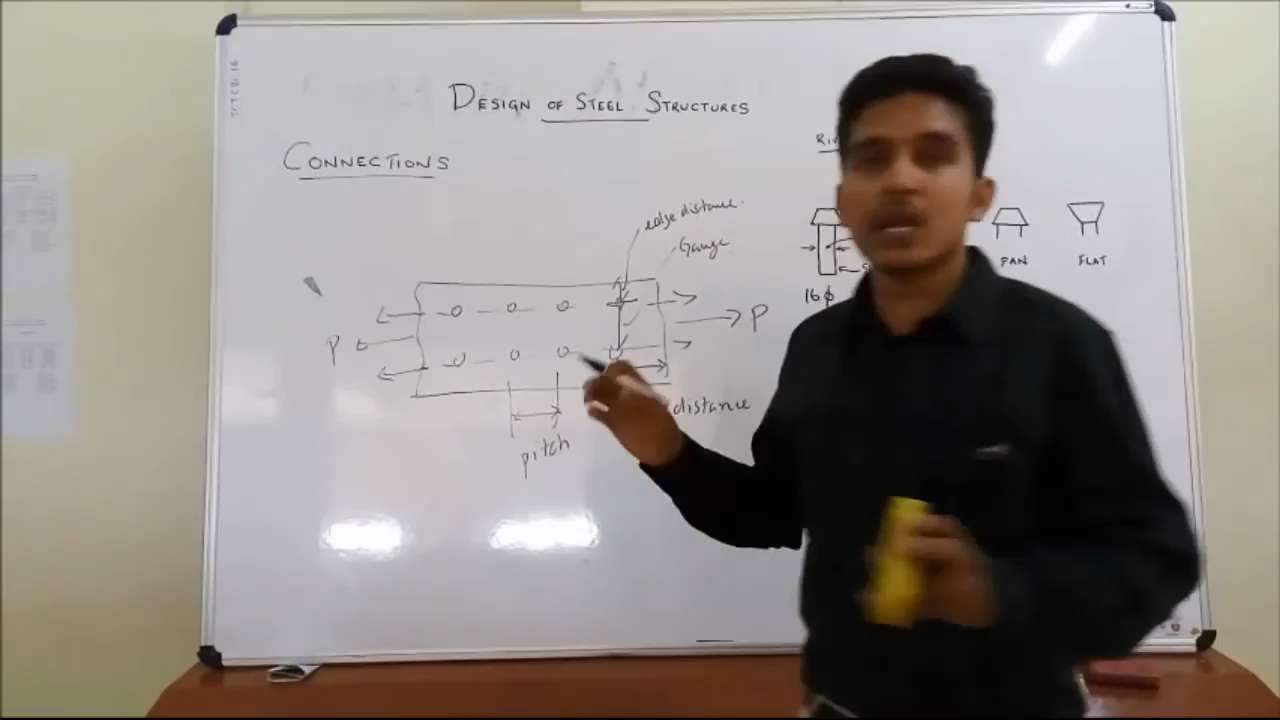 DESIGN OF STEEL STRUCTURES
CONNECTIONS
edge distance.
Gauge
PAN
FLAT
16ϕ
P
P
distance
pitch